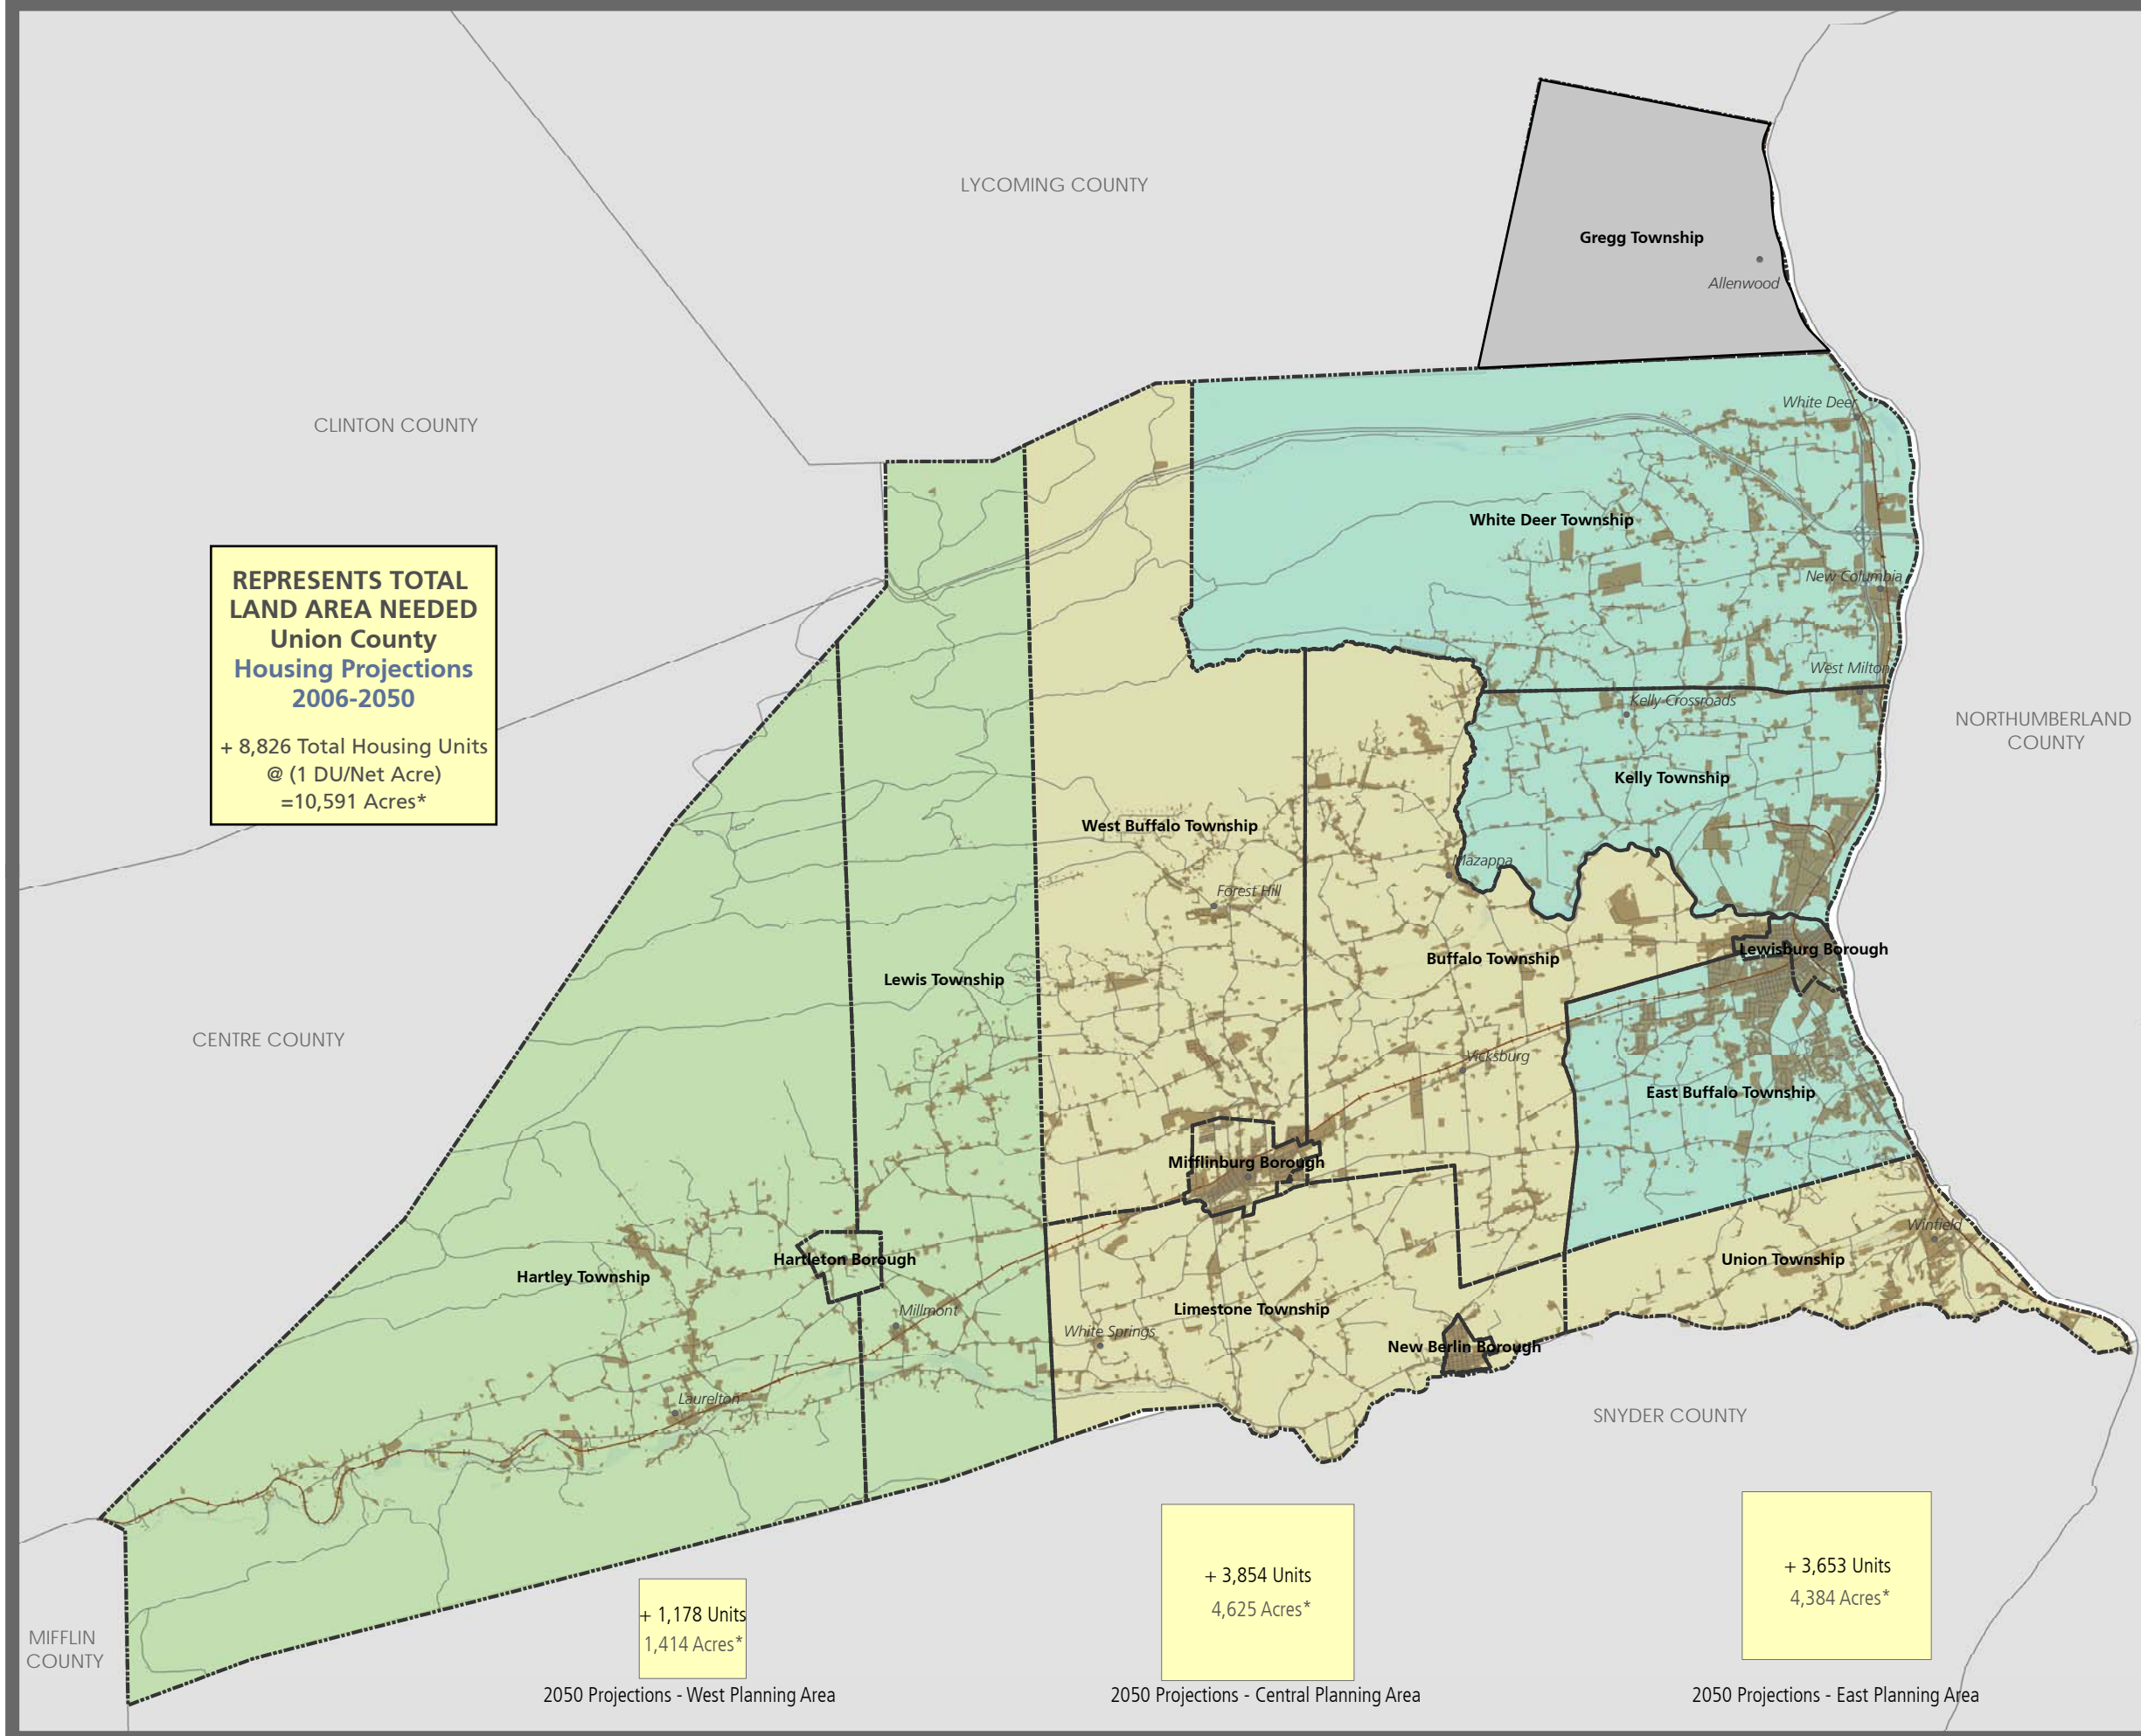 LYCOMING COUNTY
Gregg Township
Allenwood
CLINTON COUNTY
White Deer
White Deer Township
New Columbia
West Milton
REPRESENTS TOTAL
LAND AREA NEEDED
Union County
Housing Projections
2006-2050
+ 8,826 Total Housing Units
@ (1 DU/Net Acre)
=10,591 Acres*
Kelly Crossroads
NORTHUMBERLAND
COUNTY
Kelly Township
West Buffalo Township
Mazappa
Forest Hill
Buffalo Township
Lewisburg Borough
Lewis Township
CENTRE COUNTY
Vicksburg
East Buffalo Township
Mifflinburg Borough
Winfield
Union Township
Hartleton Borough
Hartley Township
Millmont
Limestone Township
White Springs
New Berlin Borough
Laurelton
SNYDER COUNTY
MIFFLIN
COUNTY
+ 1,178 Units
1,414 Acres*
2050 Projections - West Planning Area
+ 3,854 Units
4,625 Acres*
2050 Projections - Central Planning Area
+ 3,653 Units
4,384 Acres*
2050 Projections - East Planning Area